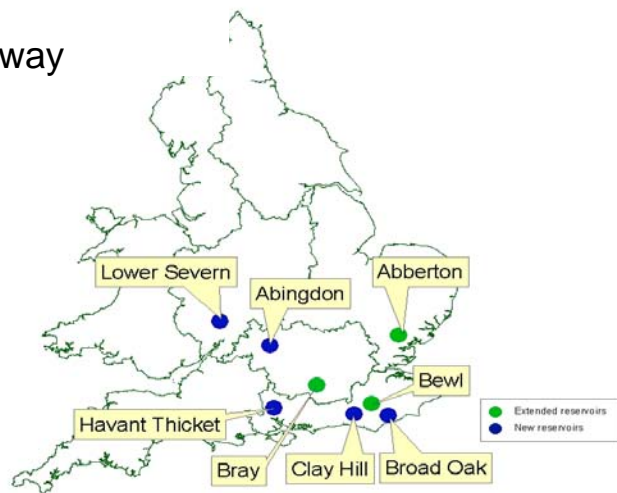 way
Lower Severn
Abingdon
Abberton
Bewl
Havant Thicket
Bray
Clay Hill
Broad Oak
Extended reservoirs
New reservoirs